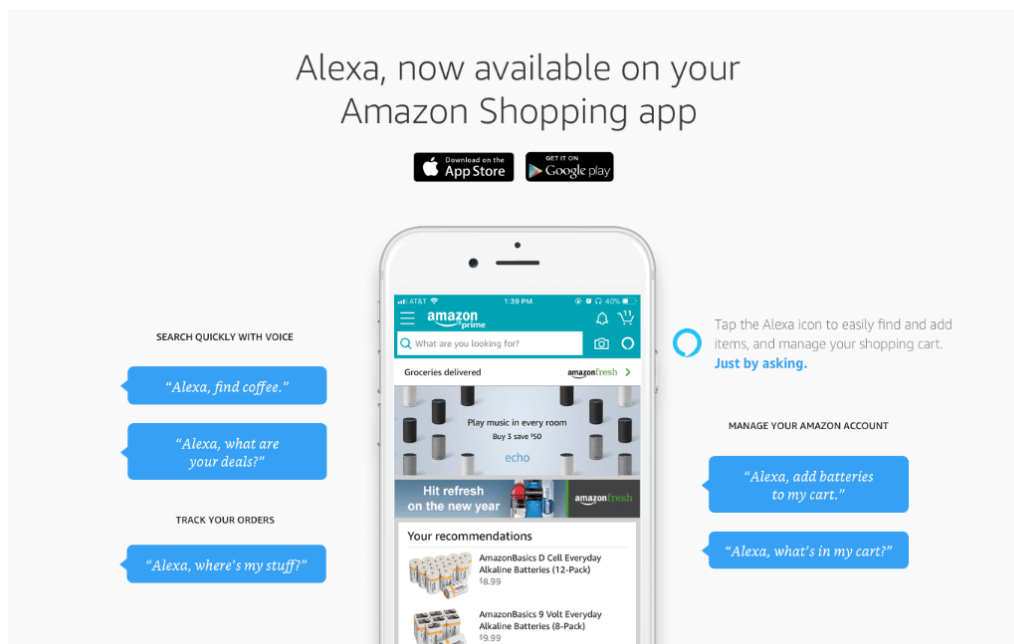 Alexa, now available on your
Amazon Shopping app
Download on the
App Store
GET IT ON
Google play
AT&T
1:39 PM
40%
amazon
prime
11
What are you looking for?
Groceries delivered
amazonfresh
Play music in every room
Buy 3 save $50
echo
Hit refresh
on the new year
amazonfresh
Your recommendations
AmazonBasics D Cell Everyday
Alkaline Batteries (12-Pack)
$8.99
AmazonBasics 9 Volt Everyday
Alkaline Batteries (8-Pack)
$9.99
SEARCH QUICKLY WITH VOICE
“Alexa, find coffee.”
“Alexa, what are
your deals?”
TRACK YOUR ORDERS
“Alexa, where's my stuff?”
Tap the Alexa icon to easily find and add
items, and manage your shopping cart.
Just by asking.
MANAGE YOUR AMAZON ACCOUNT
“Alexa, add batteries
to my cart.”
“Alexa, what's in my cart?”